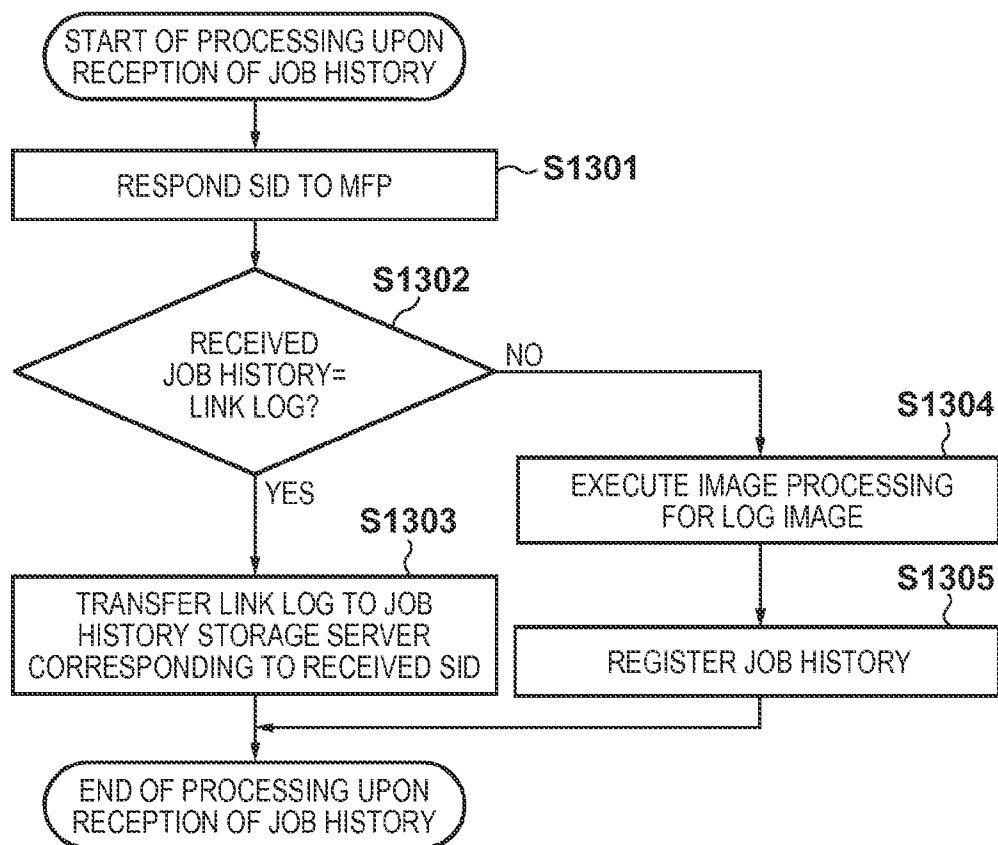 START OF PROCESSING UPON
RECEPTION OF JOB HISTORY
S1301
RESPOND SID TO MFP
S1302
RECEIVED
JOB HISTORY=
LINK LOG?
NO
YES
S1304
EXECUTE IMAGE PROCESSING
FOR LOG IMAGE
S1303
TRANSFER LINK LOG TO JOB
HISTORY STORAGE SERVER
CORRESPONDING TO RECEIVED SID
S1305
REGISTER JOB HISTORY
END OF PROCESSING UPON
RECEPTION OF JOB HISTORY